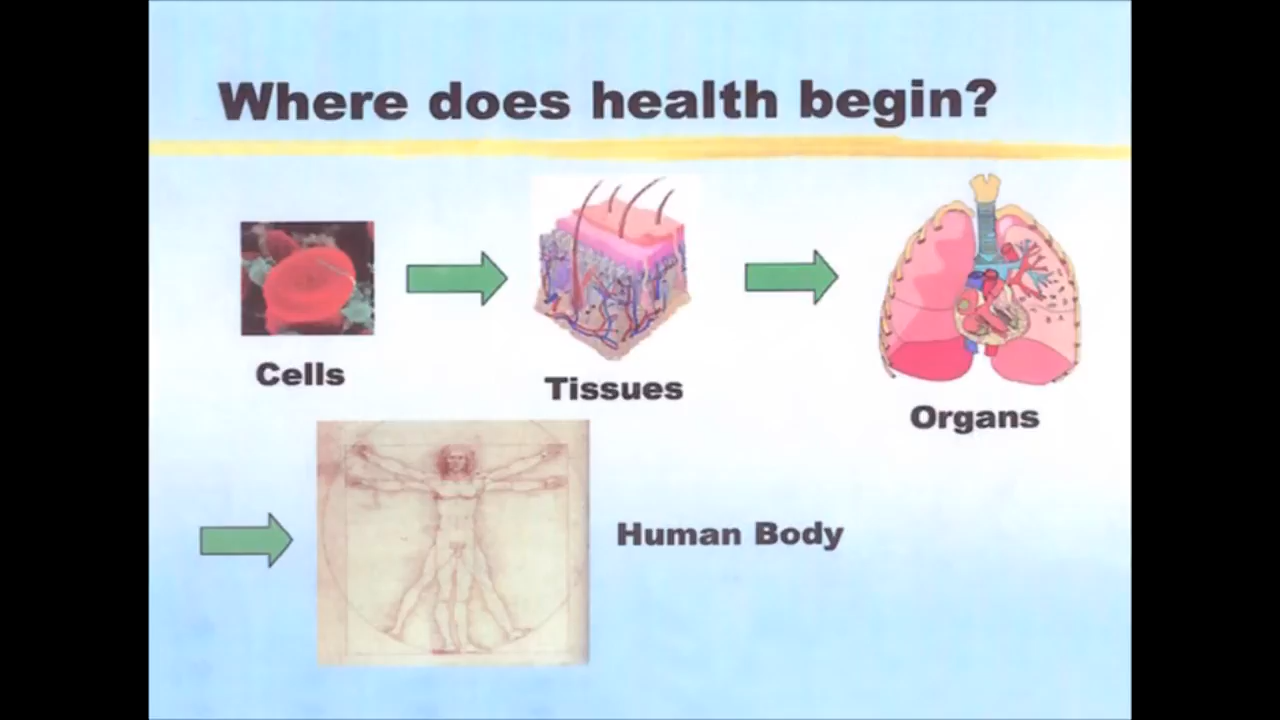 Where does health begin?
Cells
Tissues
Organs
Human Body